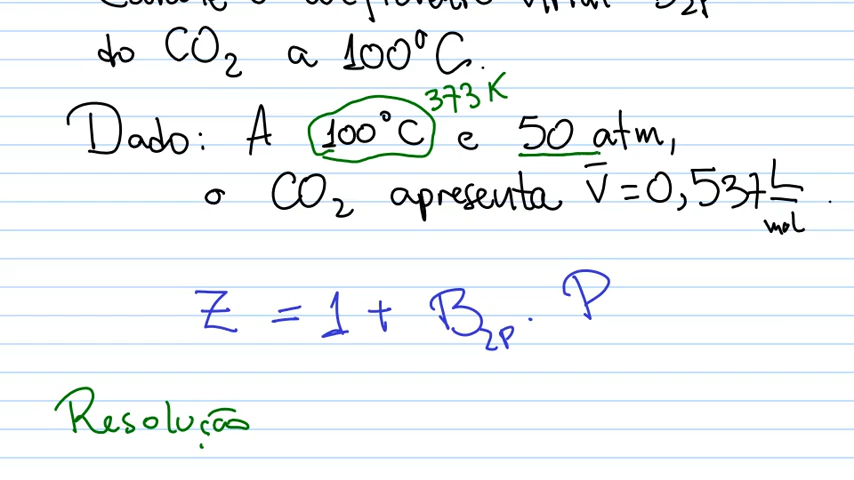 do CO₂ a 100°C.
373 K
Dado: A 100°C e 50 atm,
o CO₂ apresenta V̅ = 0,537 L/mol.
Z = 1 + B₂P · P
Resolução